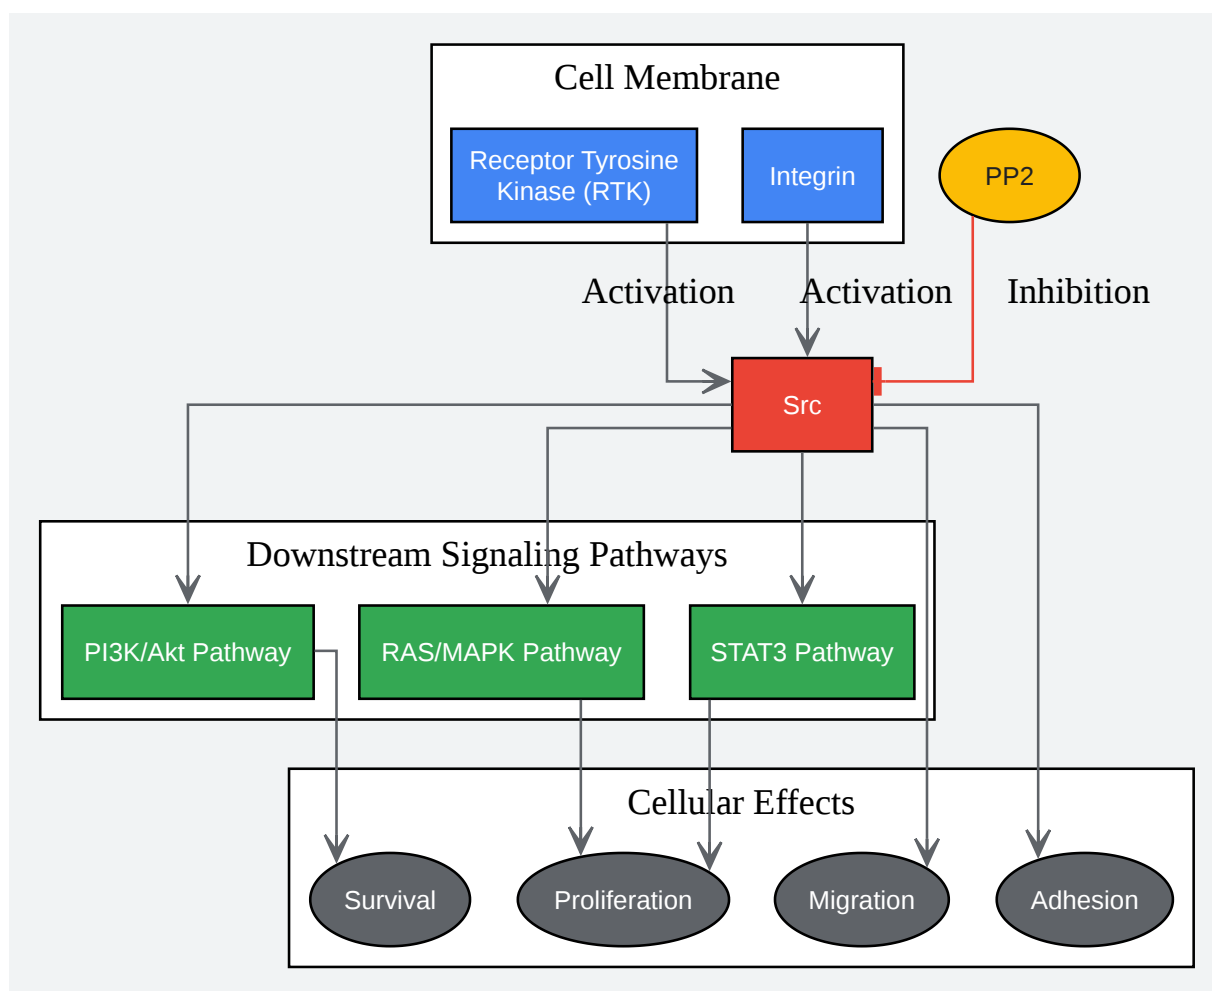 Cell Membrane
Receptor Tyrosine
Kinase (RTK)
Integrin
PP2
Activation
Activation
Inhibition
Src
Downstream Signaling Pathways
PI3K/Akt Pathway
RAS/MAPK Pathway
STAT3 Pathway
Cellular Effects
Survival
Proliferation
Migration
Adhesion